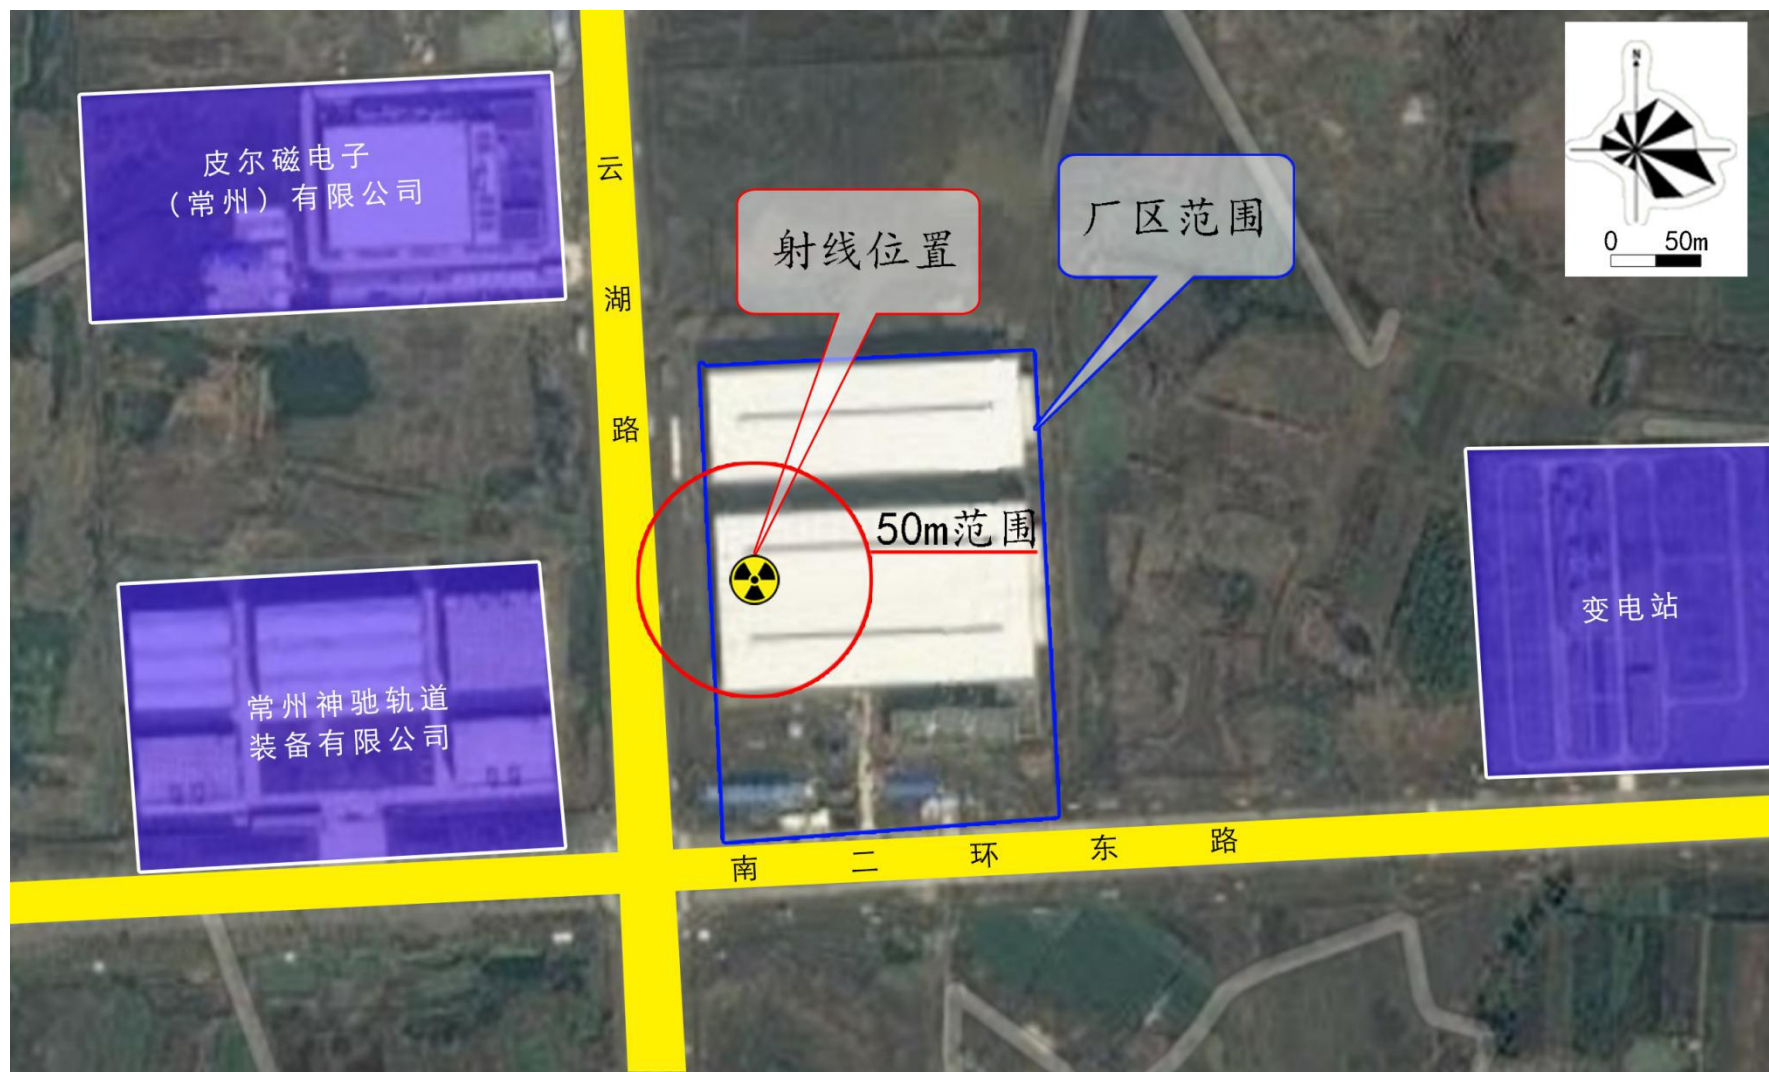 皮尔磁电子
（常州）有限公司
云湖路
射线位置
厂区范围
N
0 50m
50m范围
变电站
常州神驰轨道
装备有限公司
南二环东路